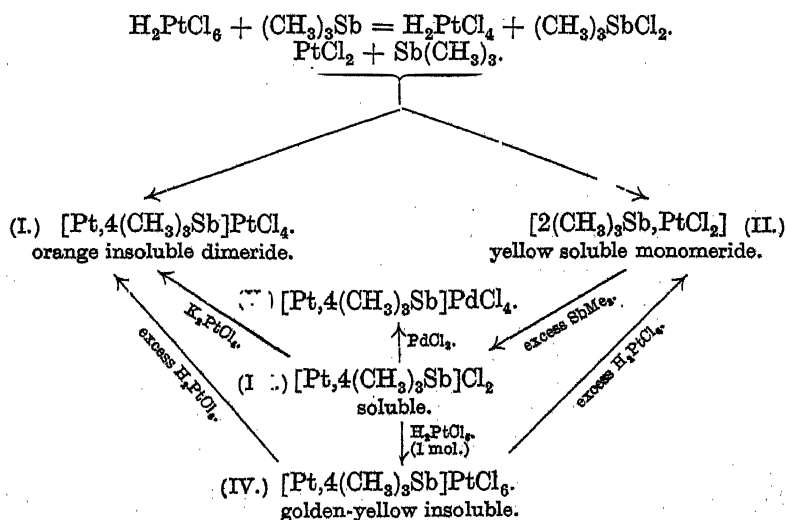 H₂PtCl₆ + (CH₃)₃Sb = H₂PtCl₄ + (CH₃)₃SbCl₂.
PtCl₂ + Sb(CH₃)₃.
(I.) [Pt,4(CH₃)₃Sb]PtCl₄.
orange insoluble dimeride.
[2(CH₃)₃Sb,PtCl₂] (II.)
yellow soluble monomeride.
[Pt,4(CH₃)₃Sb]PdCl₄.
K₂PtCl₄.
PdCl₂.
excess SbMe₃.
excess H₂PtCl₆.
[Pt,4(CH₃)₃Sb]Cl₂
soluble.
excess H₂PtCl₆.
H₂PtCl₆.
(1 mol.)
(IV.) [Pt,4(CH₃)₃Sb]PtCl₆.
golden-yellow insoluble.